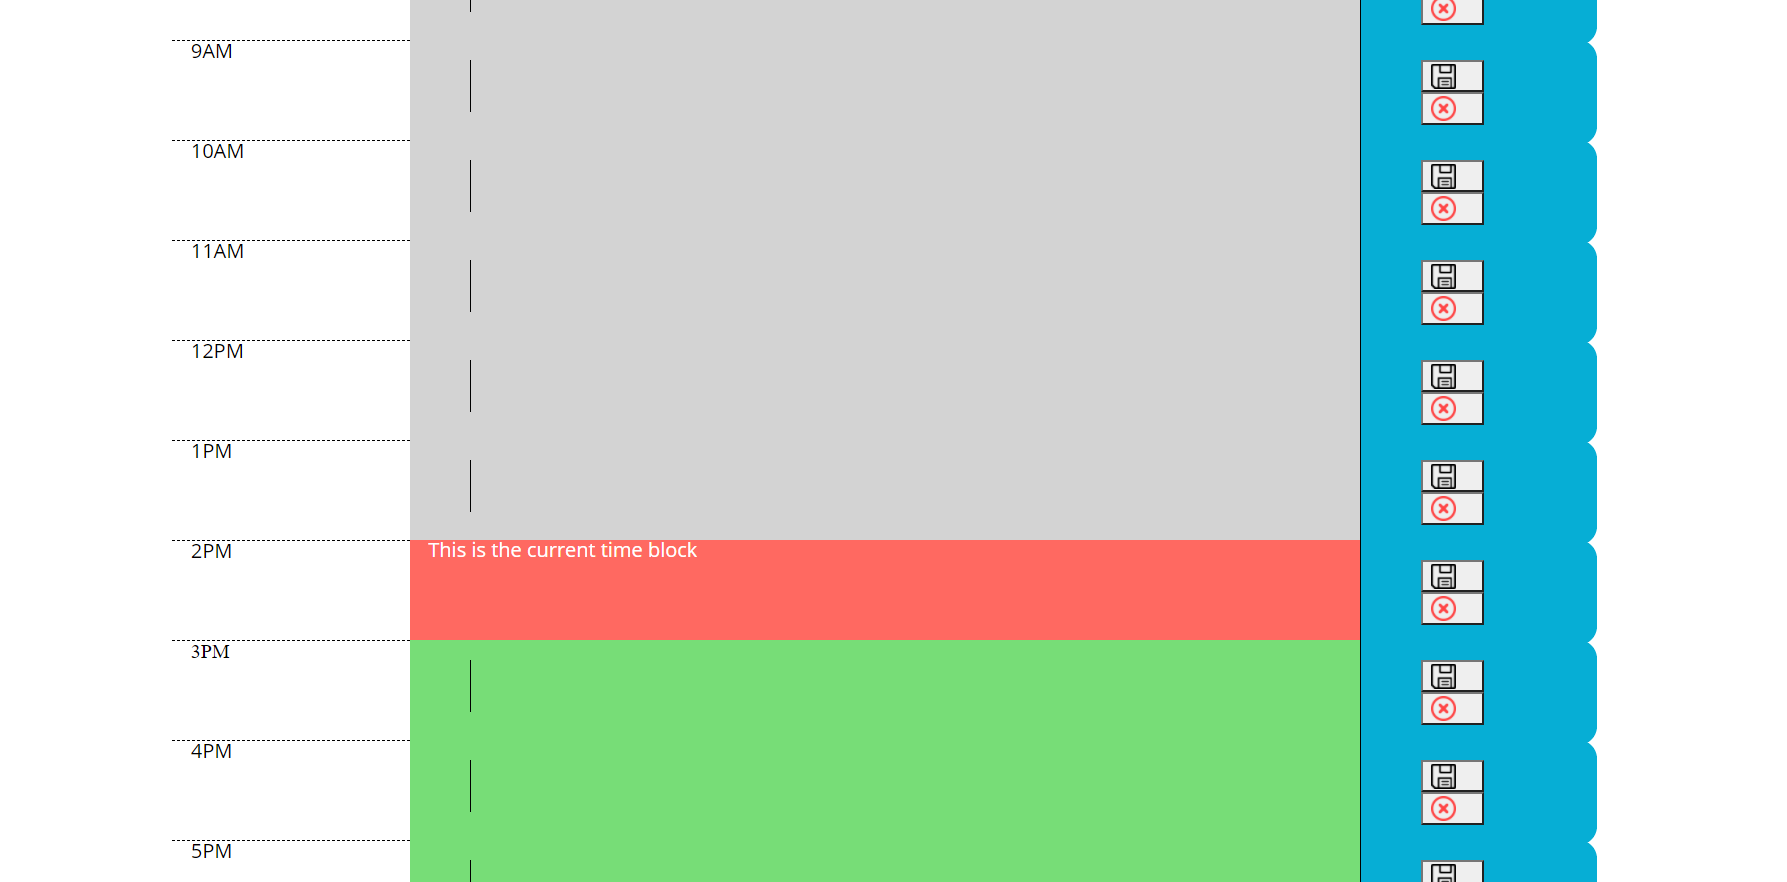 9AM
10AM
11AM
12PM
1PM
2PM
This is the current time block
3PM
4PM
5PM